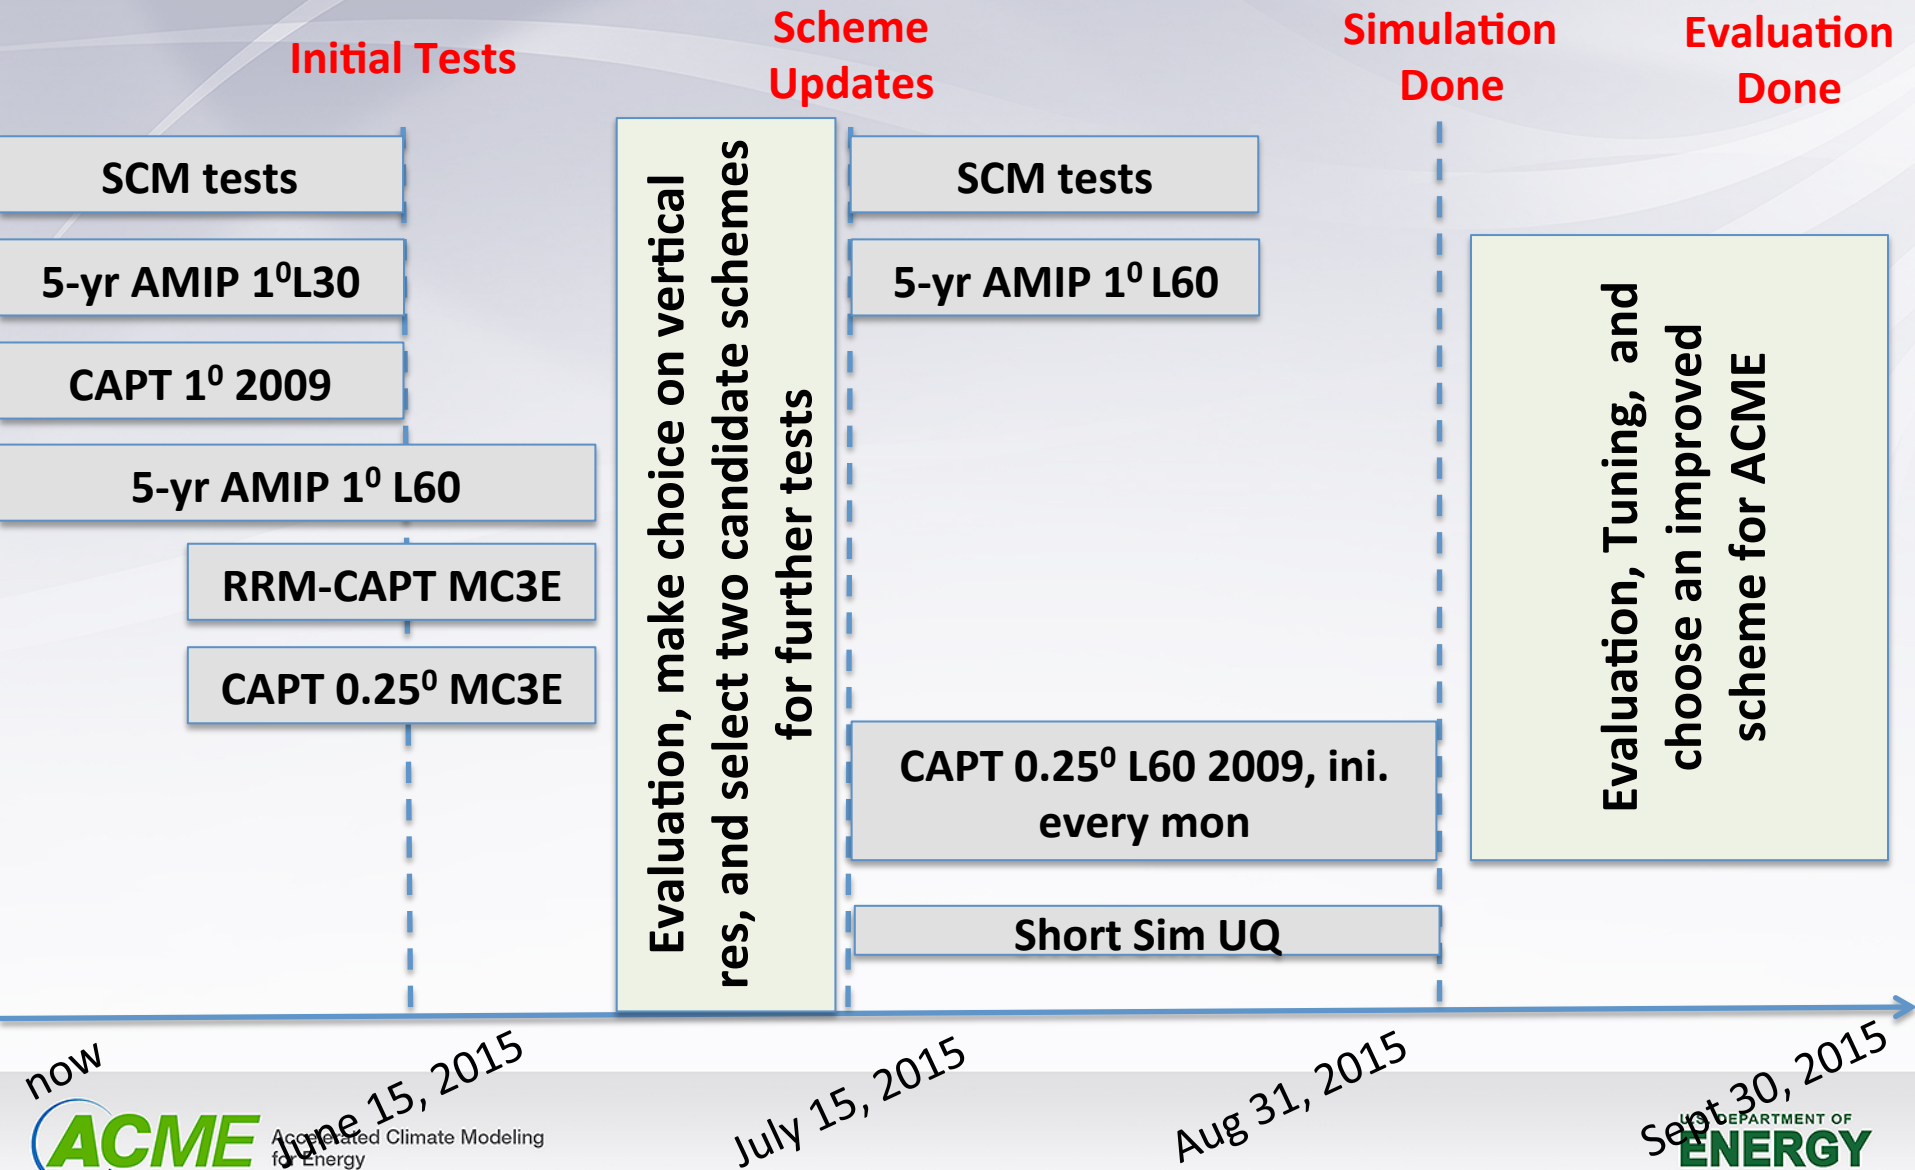 Initial Tests
Scheme
Updates
Simulation
Done
Evaluation
Done
SCM tests
5-yr AMIP 1⁰L30
CAPT 1⁰ 2009
5-yr AMIP 1⁰ L60
RRM-CAPT MC3E
CAPT 0.25⁰ MC3E
Evaluation, make choice on vertical
res, and select two candidate schemes
for further tests
SCM tests
5-yr AMIP 1⁰ L60
CAPT 0.25⁰ L60 2009, ini.
every mon
Short Sim UQ
Evaluation, Tuning, and
choose an improved
scheme for ACME
now
June 15, 2015
July 15, 2015
Aug 31, 2015
Sept 30, 2015
ACME
Accelerated Climate Modeling
for Energy
U.S. DEPARTMENT OF
ENERGY